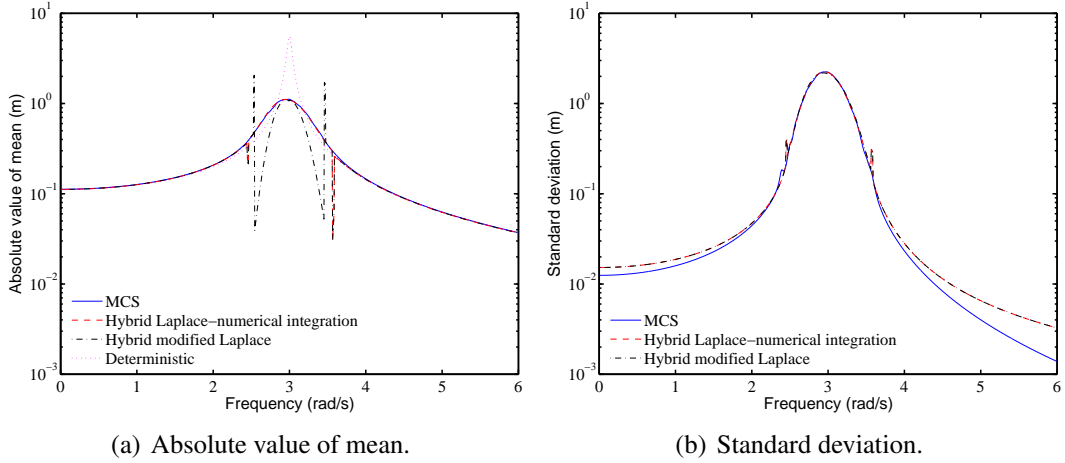 10^1
10^0
10^−1
10^−2
10^−3
Absolute value of mean (m)
MCS
Hybrid Laplace−numerical integration
Hybrid modified Laplace
Deterministic
0 1 2 3 4 5 6
Frequency (rad/s)
(a) Absolute value of mean.
10^1
10^0
10^−1
10^−2
10^−3
Standard deviation (m)
MCS
Hybrid Laplace−numerical integration
Hybrid modified Laplace
0 1 2 3 4 5 6
Frequency (rad/s)
(b) Standard deviation.